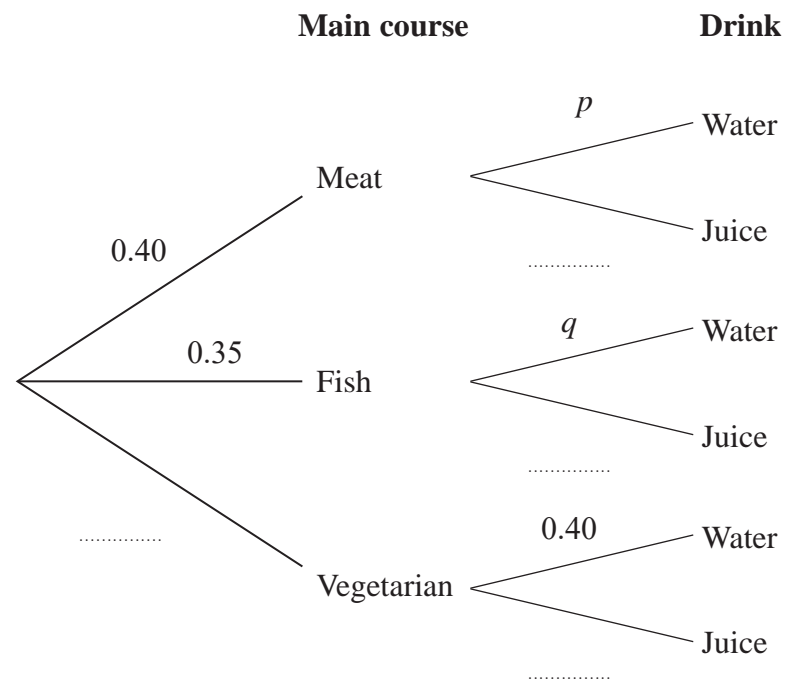 Main course Drink
p
Water
Meat
Juice
0.40
...............
q
Water
0.35
Fish
Juice
...............
0.40
Water
...............
Vegetarian
Juice
...............